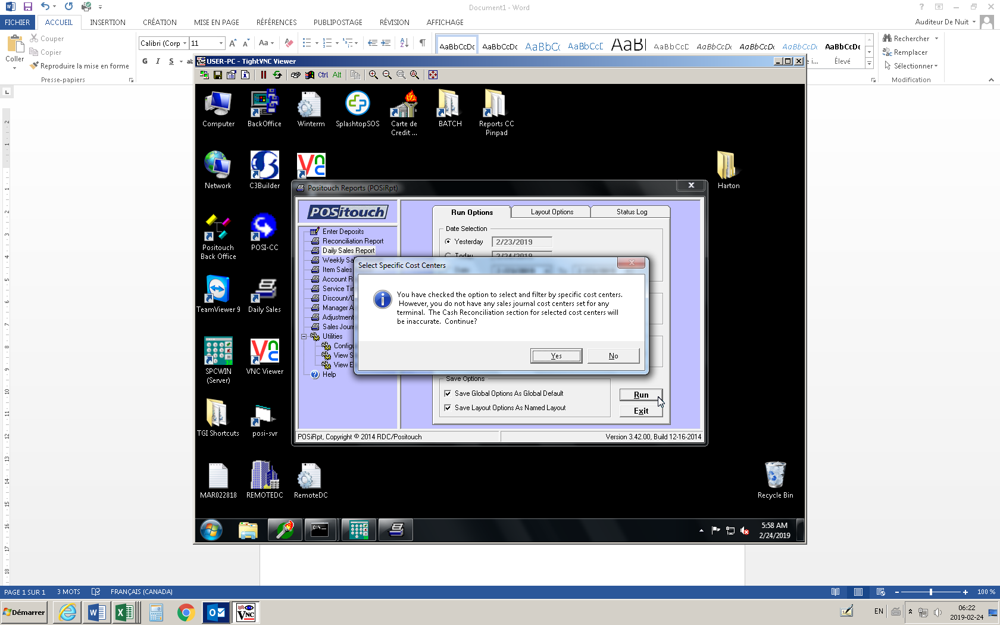 Document1 - Word
FICHIER
ACCUEIL
INSERTION
CRÉATION
MISE EN PAGE
RÉFÉRENCES
PUBLIPOSTAGE
RÉVISION
AFFICHAGE
Auditeur De Nuit
Coller
Couper
Copier
Reproduire la mise en forme
Presse-papiers
Calibri (Corp
11
G I S
Aa
AaBbCcDc
AaBbCcDc
AaBbCc
AaBbCcD
AaBl
AaBbCcD
AaBbCcDc
AaBbCcDc
AaBbCcDc
AaBbCcDc
Élevé
Rechercher
Remplacer
Sélectionner
Modification
USER-PC - TightVNC Viewer
Ctrl Alt
Computer
BackOffice
Winterm
SplashtopSOS
Carte de
Credit ...
BATCH
Reports CC
Pinpad
Network
C3Builder
Harton
Positouch
Back Office
POSI-CC
TeamViewer 9
Daily Sales
SPCWIN
(Server)
VNC Viewer
TGI Shortcuts
posi-svr
MAR022818
REMOTEDC
RemoteDC
Recycle Bin
Positouch Reports (POSiRpt)
POSitouch
Enter Deposits
Reconciliation Report
Daily Sales Report
Weekly Sa
Item Sales
Account R
Service Tir
Discount/C
Manager A
Adjustment
Sales Jour
Utilities
Configu
View S
View E
Help
Run Options
Layout Options
Status Log
Date Selection
Yesterday
2/23/2019
Today
2/24/2019
Select Specific Cost Centers
You have checked the option to select and filter by specific cost centers.
However, you do not have any sales journal cost centers set for any
terminal. The Cash Reconciliation section for selected cost centers will
be inaccurate. Continue?
Yes
No
Save Options
Save Global Options As Global Default
Save Layout Options As Named Layout
Run
Exit
POSiRpt, Copyright © 2014 RDC/Positouch
Version 3.42.00, Build 12-16-2014
5:58 AM
2/24/2019
PAGE 1 SUR 1
3 MOTS
FRANÇAIS (CANADA)
100 %
Démarrer
EN
06:22
2019-02-24